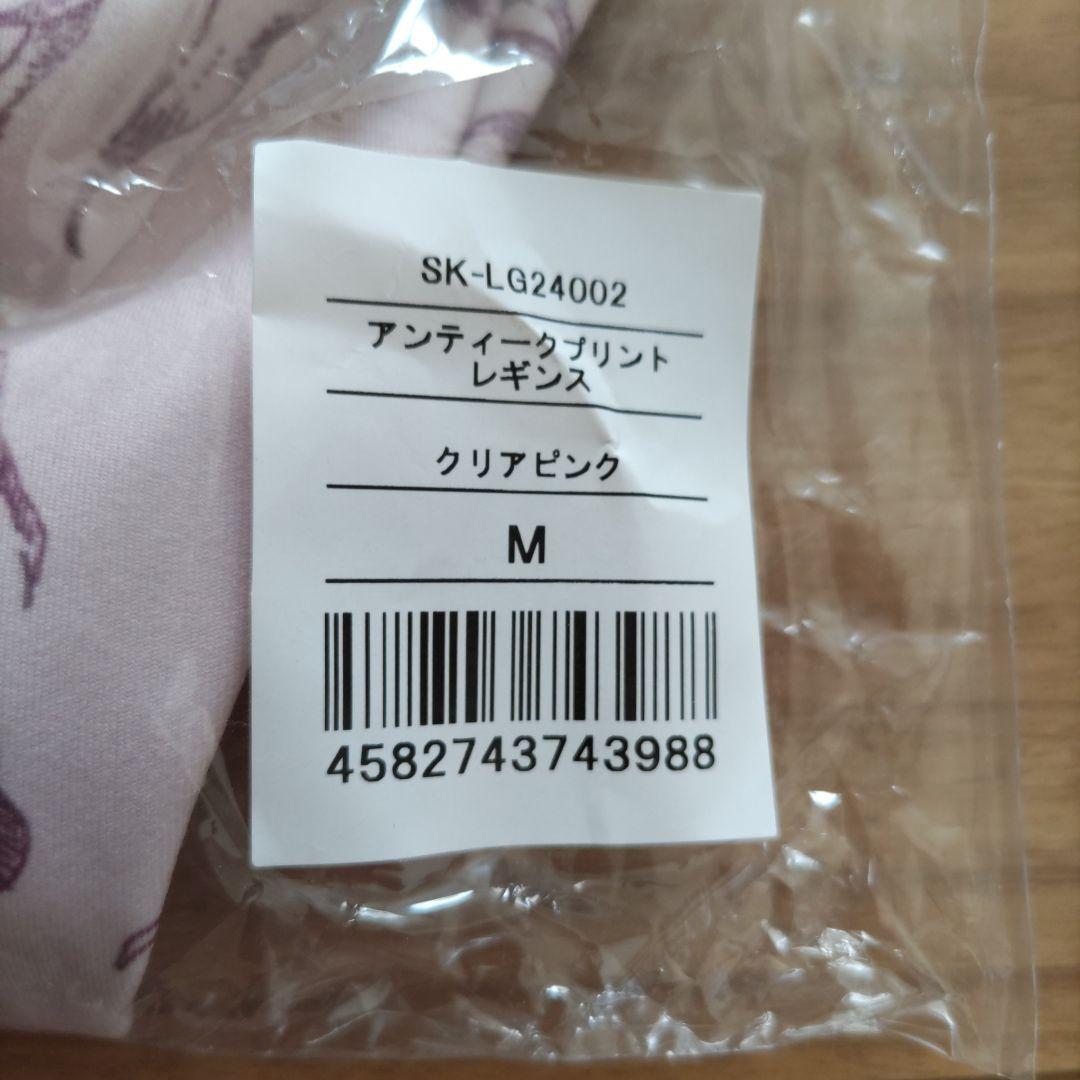 SK-LG24002
アンティークプリント
レギンス
クリアピンク
M
4582743743988